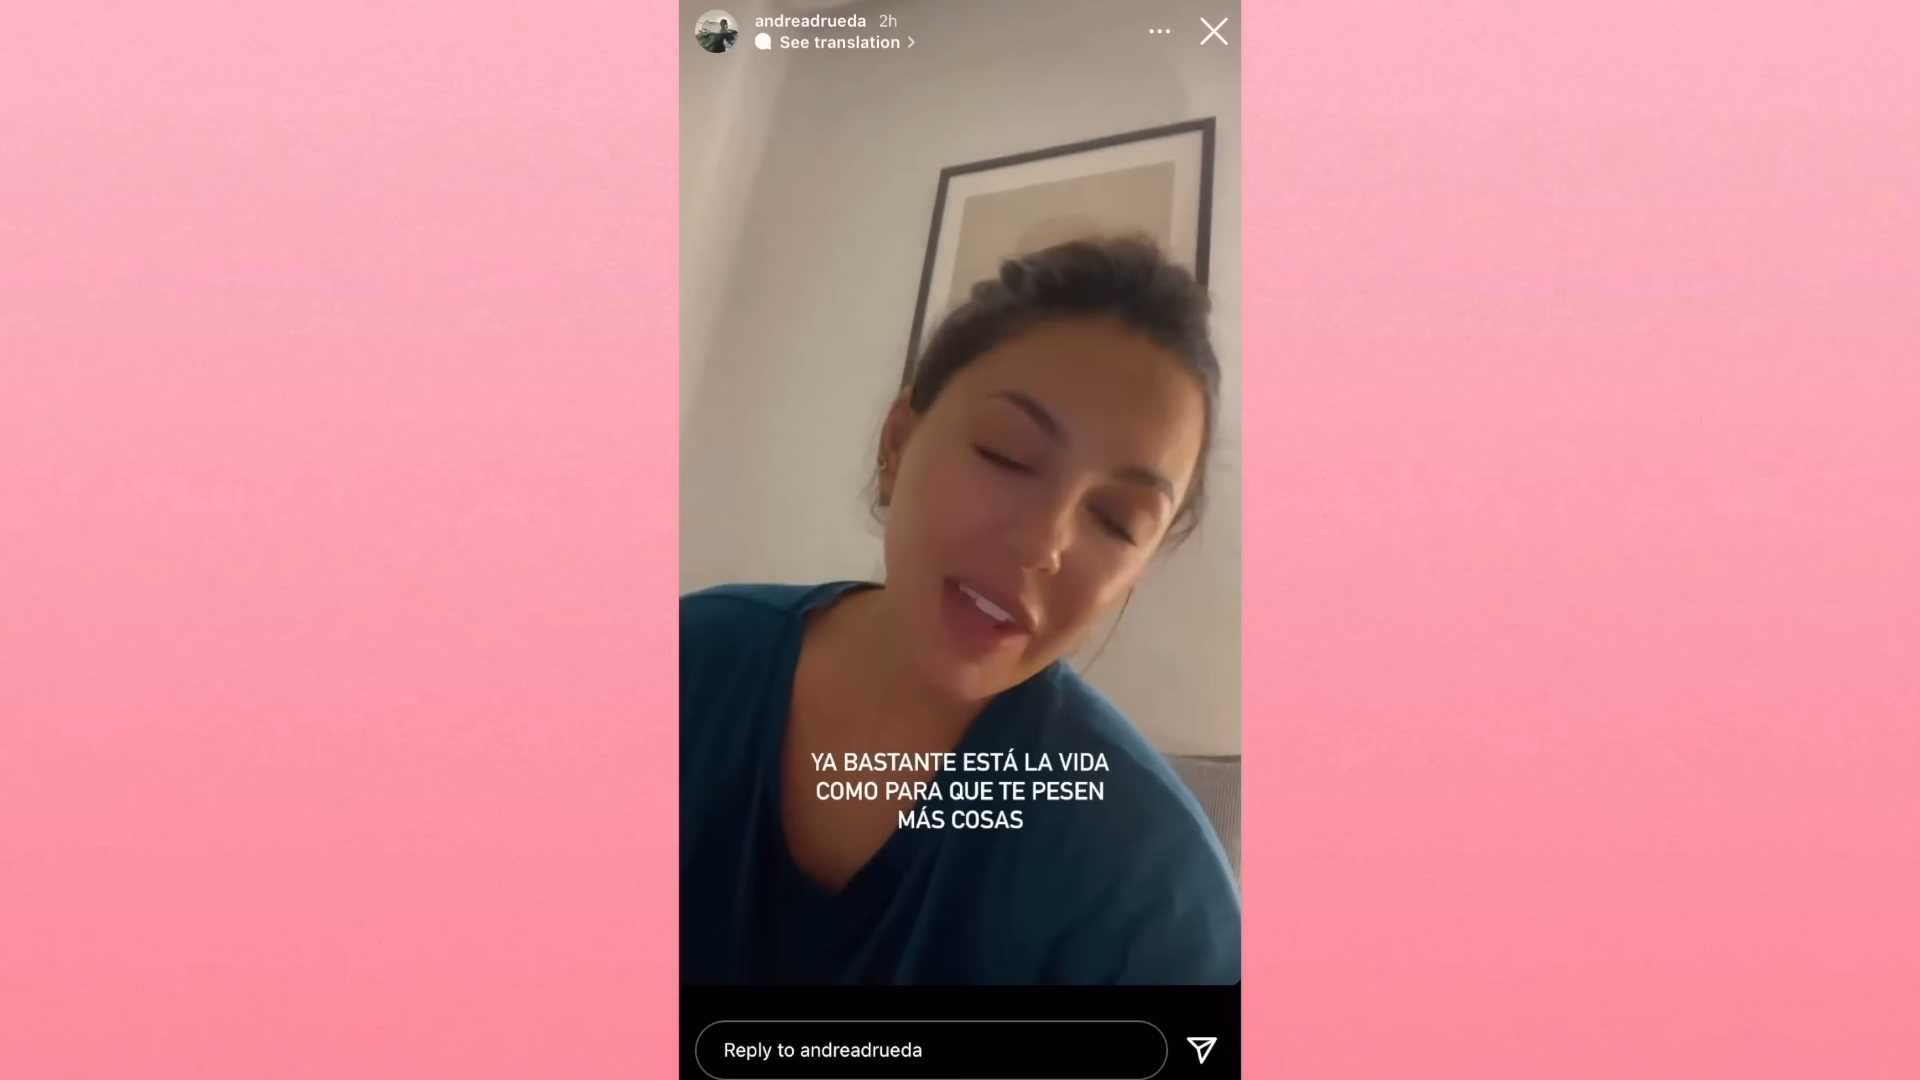 andreadrueda 2h
See translation
YA BASTANTE ESTÁ LA VIDA
COMO PARA QUE TE PESEN
MÁS COSAS
Reply to andreadrueda